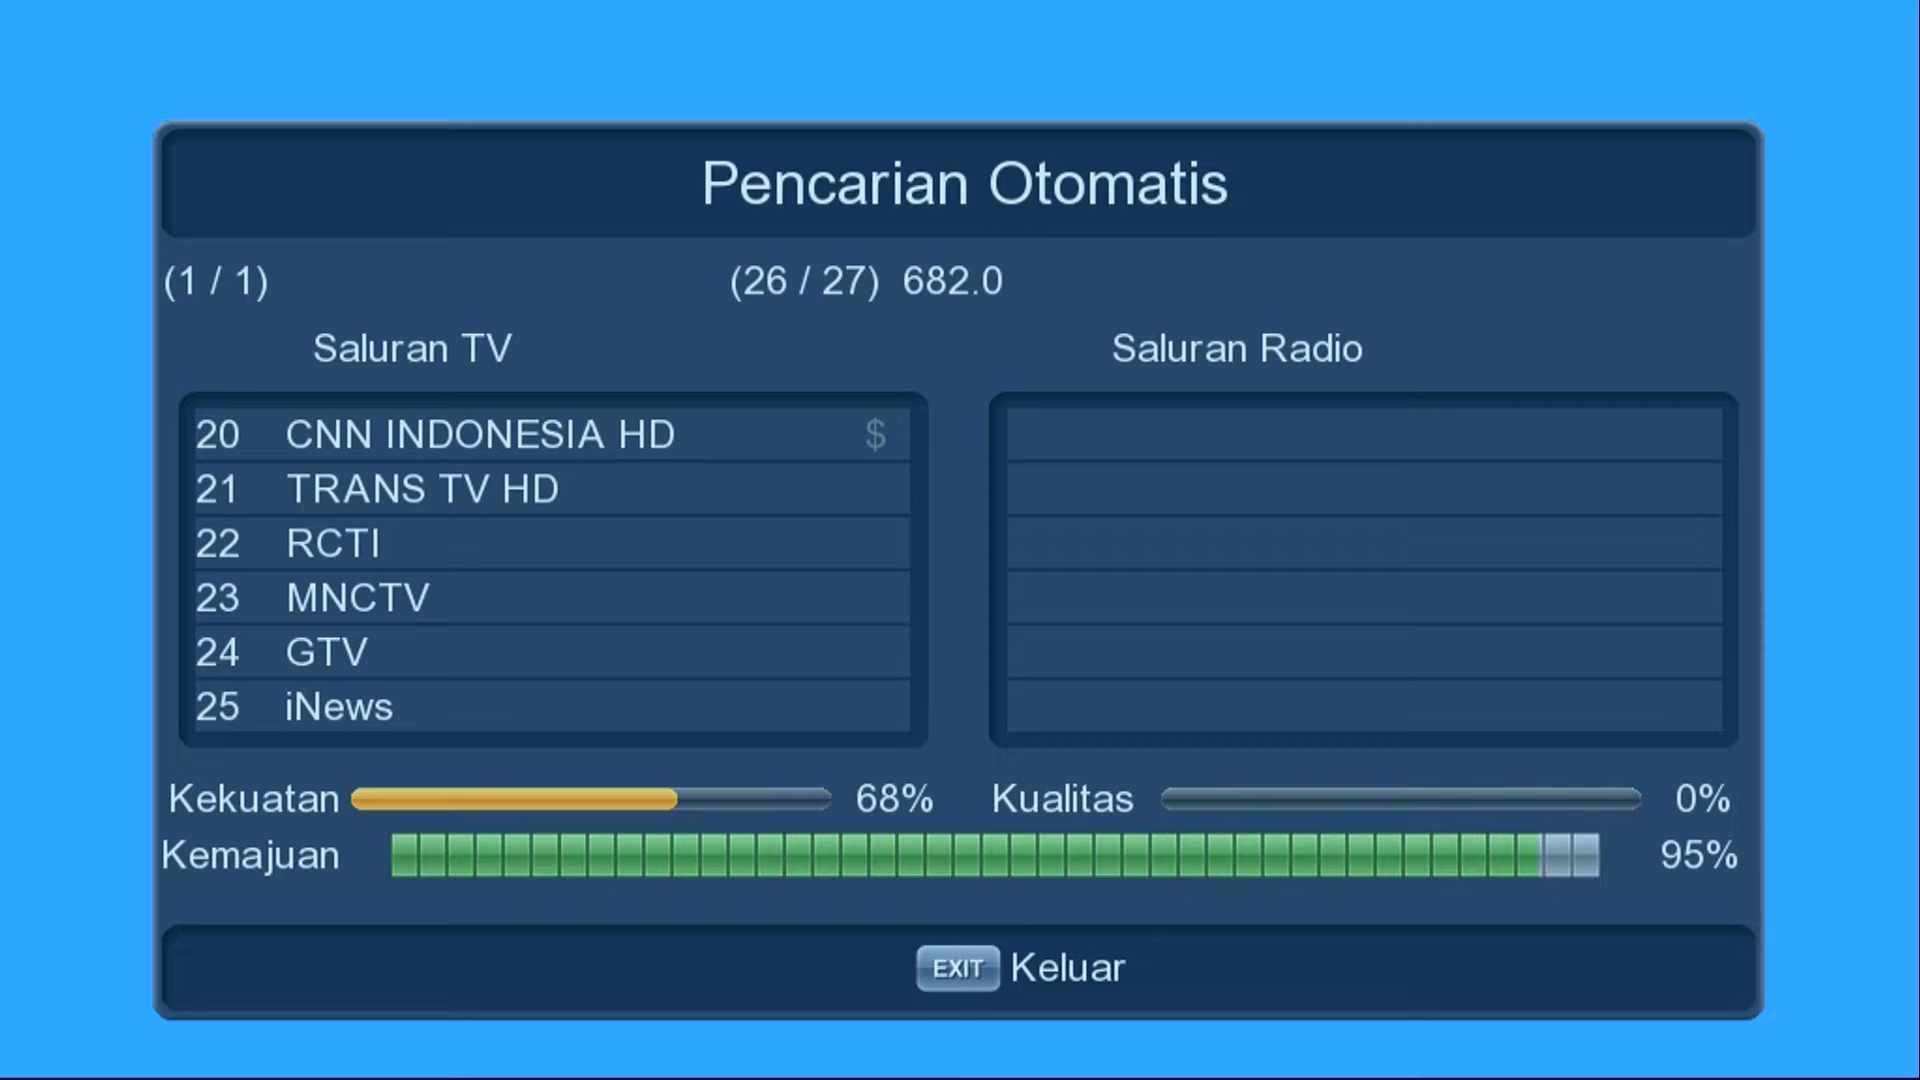 Pencarian Otomatis
(1 / 1) (26 / 27) 682.0
Saluran TV Saluran Radio
20 CNN INDONESIA HD $
21 TRANS TV HD
22 RCTI
23 MNCTV
24 GTV
25 iNews
Kekuatan 68% Kualitas 0%
Kemajuan 95%
EXIT Keluar